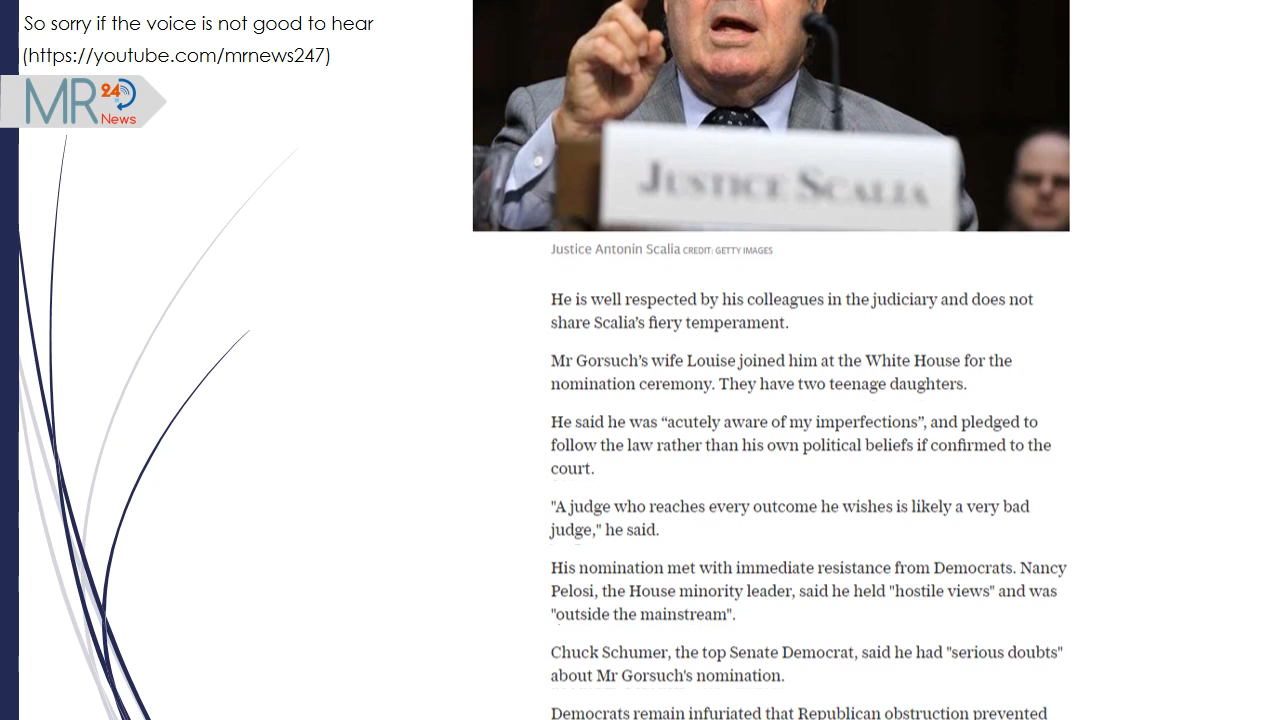 So sorry if the voice is not good to hear
(https://youtube.com/mrnews247)
MR 24
News
JUSTICE SCALIA
Justice Antonin Scalia CREDIT: GETTY IMAGES
He is well respected by his colleagues in the judiciary and does not
share Scalia’s fiery temperament.
Mr Gorsuch’s wife Louise joined him at the White House for the
nomination ceremony. They have two teenage daughters.
He said he was “acutely aware of my imperfections”, and pledged to
follow the law rather than his own political beliefs if confirmed to the
court.
"A judge who reaches every outcome he wishes is likely a very bad
judge," he said.
His nomination met with immediate resistance from Democrats. Nancy
Pelosi, the House minority leader, said he held "hostile views" and was
"outside the mainstream".
Chuck Schumer, the top Senate Democrat, said he had "serious doubts"
about Mr Gorsuch's nomination.
Democrats remain infuriated that Republican obstruction prevented